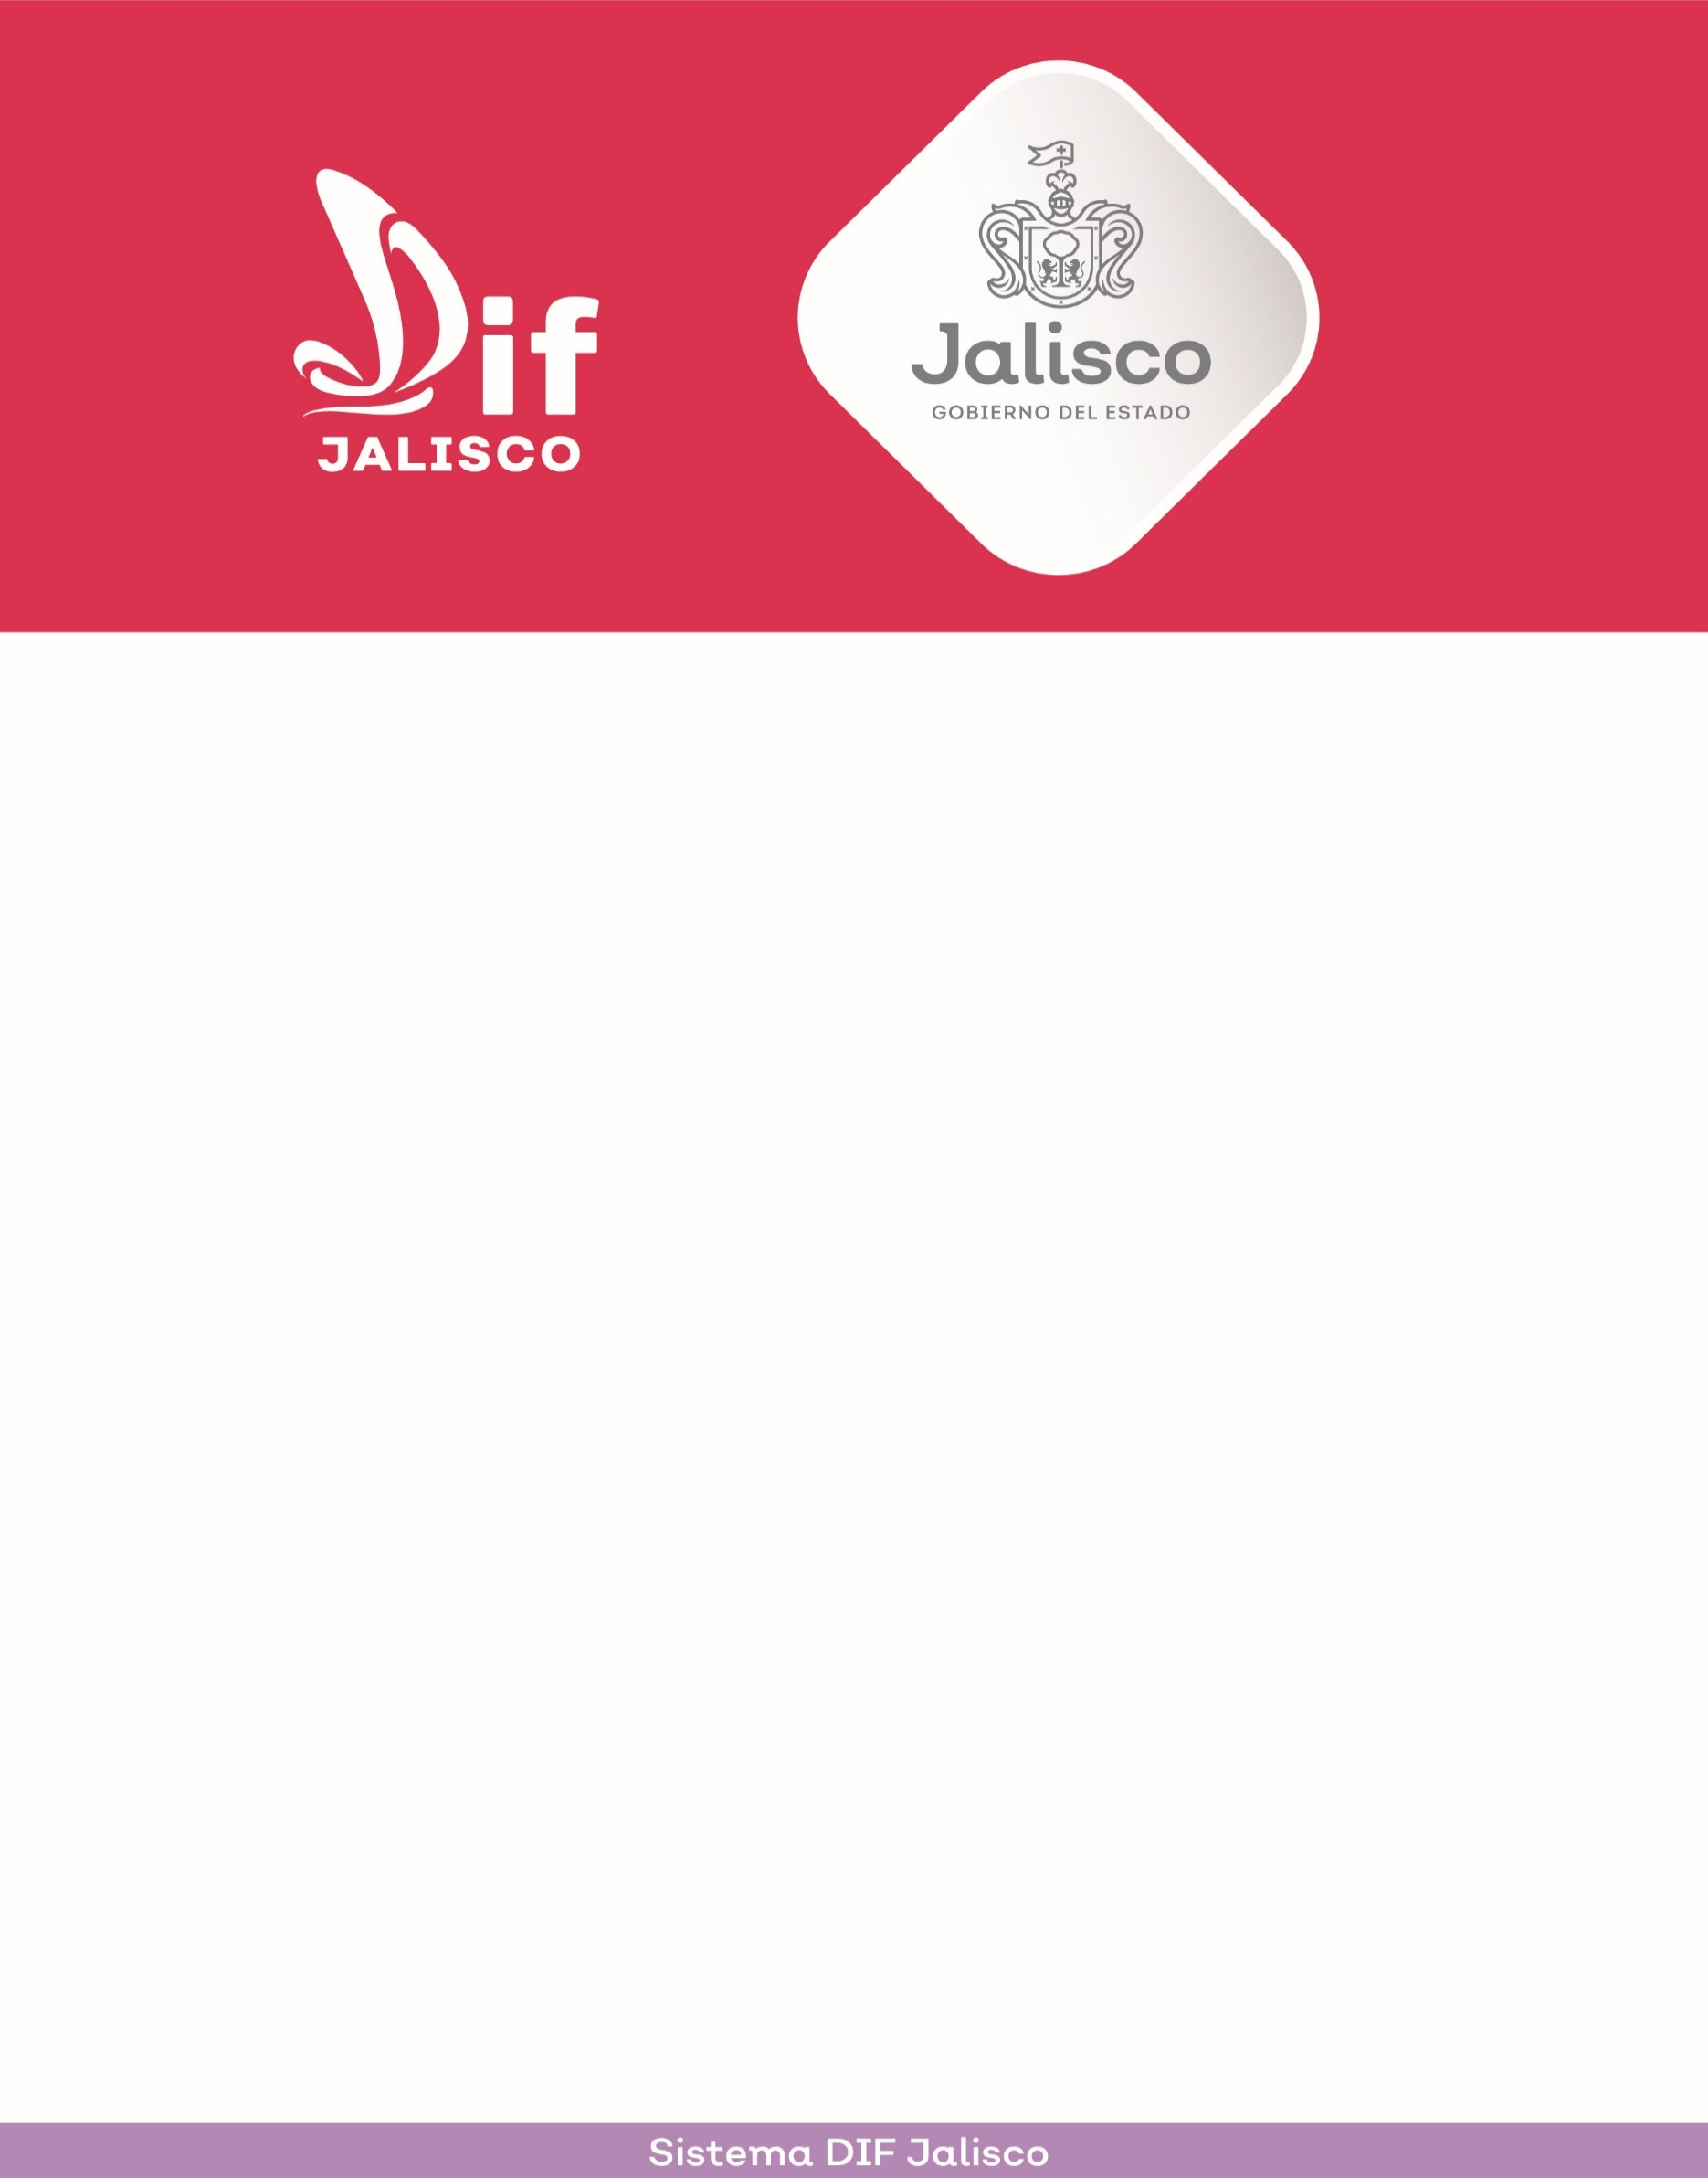 Dif
JALISCO
Jalisco
GOBIERNO DEL ESTADO
Sistema DIF Jalisco